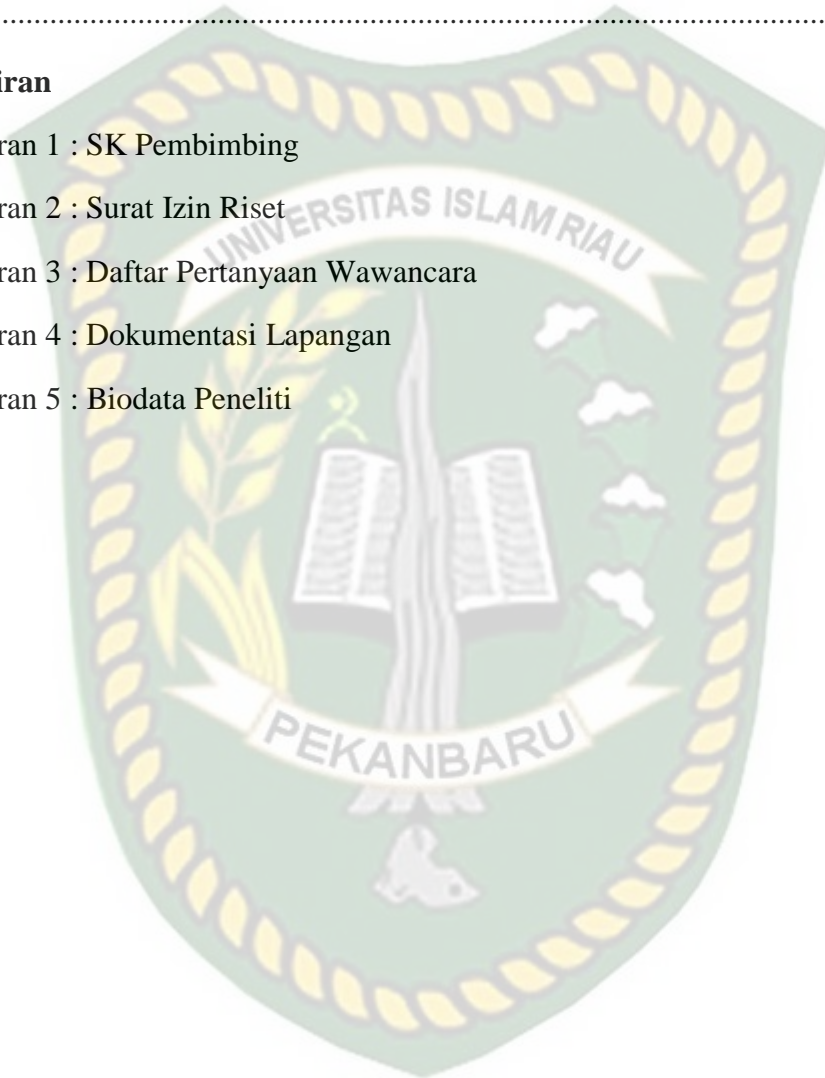 iran
ran 1 : SK Pembimbing
ran 2 : Surat Izin Riset
UNIVERSITAS ISLAM RIAU
ran 3 : Daftar Pertanyaan Wawancara
ran 4 : Dokumentasi Lapangan
ran 5 : Biodata Peneliti
PEKANBARU